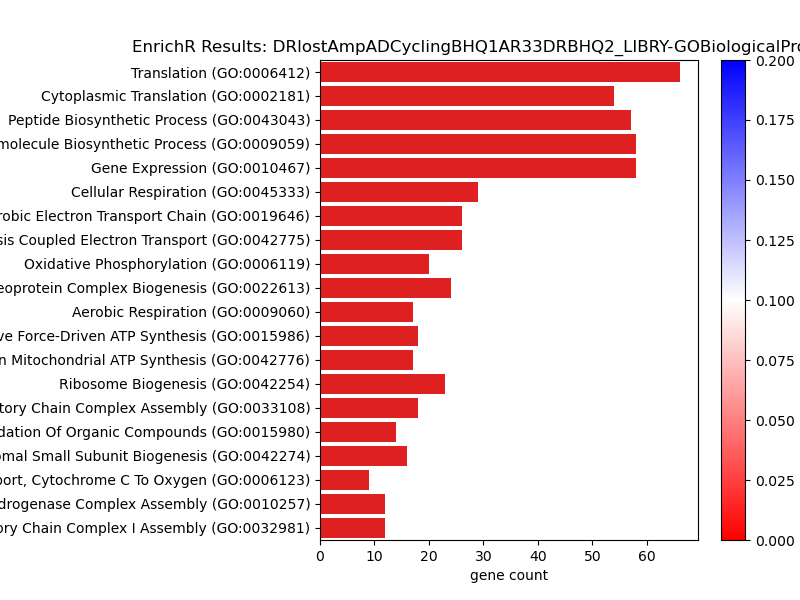 EnrichR Results: DRlostAmpADCyclingBHQ1AR33DRBHQ2_LIBRY-GOBiologicalPro
Translation (GO:0006412)
Cytoplasmic Translation (GO:0002181)
Peptide Biosynthetic Process (GO:0043043)
molecule Biosynthetic Process (GO:0009059)
Gene Expression (GO:0010467)
Cellular Respiration (GO:0045333)
robic Electron Transport Chain (GO:0019646)
sis Coupled Electron Transport (GO:0042775)
Oxidative Phosphorylation (GO:0006119)
eoprotein Complex Biogenesis (GO:0022613)
Aerobic Respiration (GO:0009060)
ve Force-Driven ATP Synthesis (GO:0015986)
n Mitochondrial ATP Synthesis (GO:0042776)
Ribosome Biogenesis (GO:0042254)
tory Chain Complex Assembly (GO:0033108)
dation Of Organic Compounds (GO:0015980)
omal Small Subunit Biogenesis (GO:0042274)
port, Cytochrome C To Oxygen (GO:0006123)
drogenase Complex Assembly (GO:0010257)
ory Chain Complex I Assembly (GO:0032981)
0 10 20 30 40 50 60
gene count
0.200
0.175
0.150
0.125
0.100
0.075
0.050
0.025
0.000